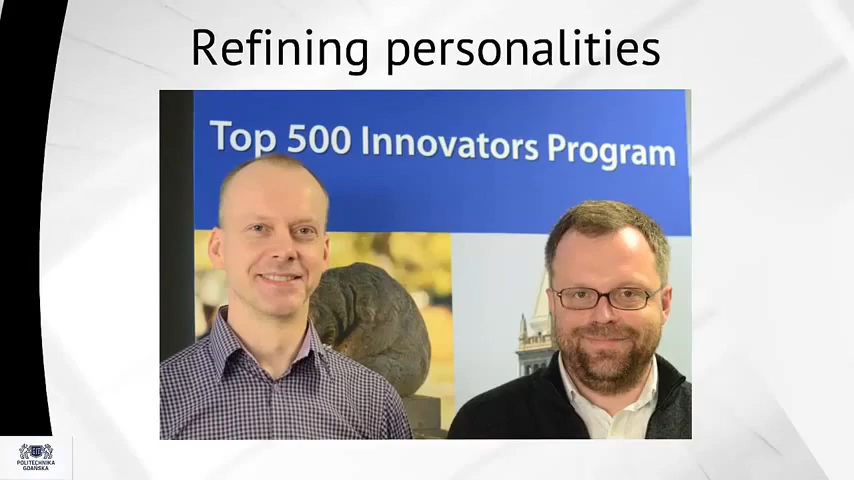 Refining personalities
Top 500 Innovators Program
POLITECHNIKA
GDAŃSKA